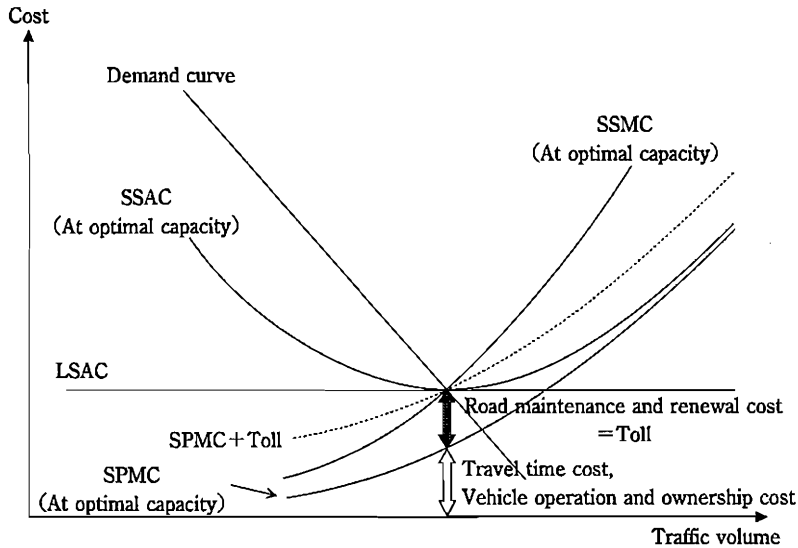 Cost
Demand curve
SSMC
(At optimal capacity)
SSAC
(At optimal capacity)
LSAC
Road maintenance and renewal cost
=Toll
SPMC+Toll
SPMC
(At optimal capacity)
Travel time cost,
Vehicle operation and ownership cost
Traffic volume